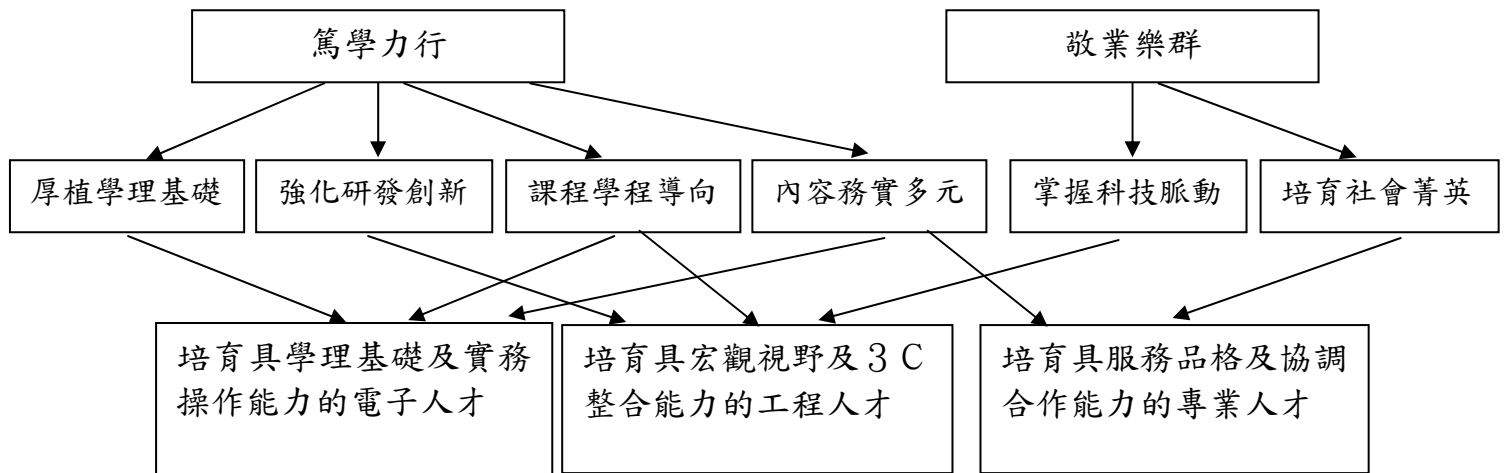 篤學力行
敬業樂群
厚植學理基礎
強化研發創新
課程學程導向
內容務實多元
掌握科技脈動
培育社會菁英
培育具學理基礎及實務
操作能力的電子人才
培育具宏觀視野及３Ｃ
整合能力的工程人才
培育具服務品格及協調
合作能力的專業人才